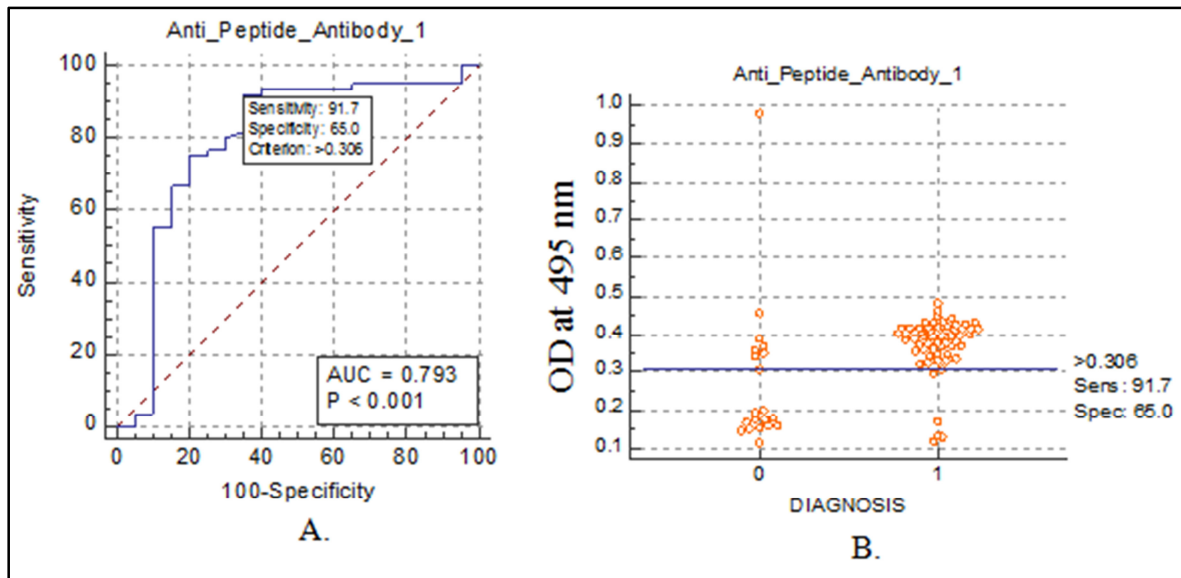 Anti_Peptide_Antibody_1
100
80
60
40
20
0
Sensitivity
Sensitivity: 91.7
Specificity: 65.0
Criterion: >0.306
AUC = 0.793
P < 0.001
0 20 40 60 80 100
100-Specificity
A.
Anti_Peptide_Antibody_1
1.0
0.9
0.8
0.7
0.6
0.5
0.4
0.3
0.2
0.1
OD at 495 nm
>0.306
Sens: 91.7
Spec: 65.0
0 1
DIAGNOSIS
B.